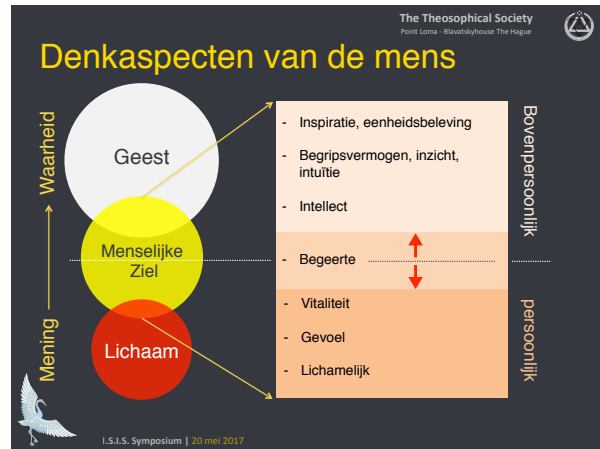 The Theosophical Society
Point Loma - Blavatskyhouse The Hague
Denkaspecten van de mens
Waarheid
Mening
Geest
Menselijke
Ziel
Lichaam
- Inspiratie, eenheidsbeleving
- Begripsvermogen, inzicht,
intuïtie
- Intellect
- Begeerte
- Vitaliteit
- Gevoel
- Lichamelijk
Bovenpersoonlijk
persoonlijk
I.S.I.S. Symposium | 20 mei 2017